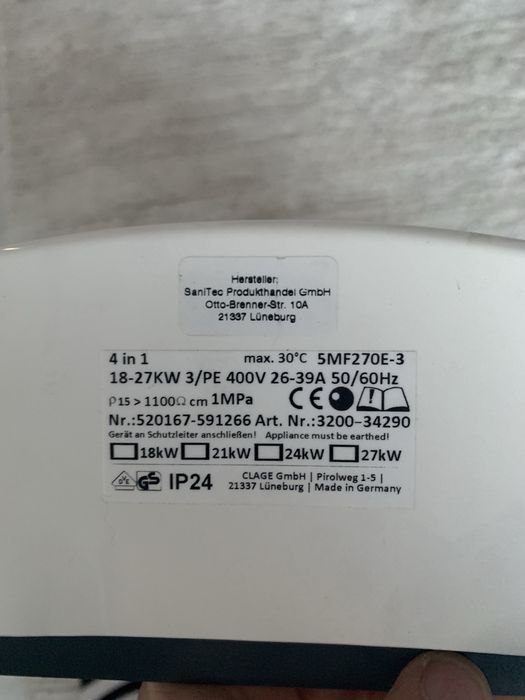 Hersteller:
SaniTec Produkthandel GmbH
Otto-Brenner-Str. 10A
21337 Lüneburg
4 in 1 max. 30°C 5MF270E-3
18-27KW 3/PE 400V 26-39A 50/60Hz
ρ15 > 1100Ω cm 1MPa CE
Nr.:520167-591266 Art. Nr.:3200-34290
Gerät an Schutzleiter anschließen! Appliance must be earthed!
18kW 21kW 24kW 27kW
DVE GS IP24 CLAGE GmbH | Pirolweg 1-5 |
21337 Lüneburg | Made in Germany